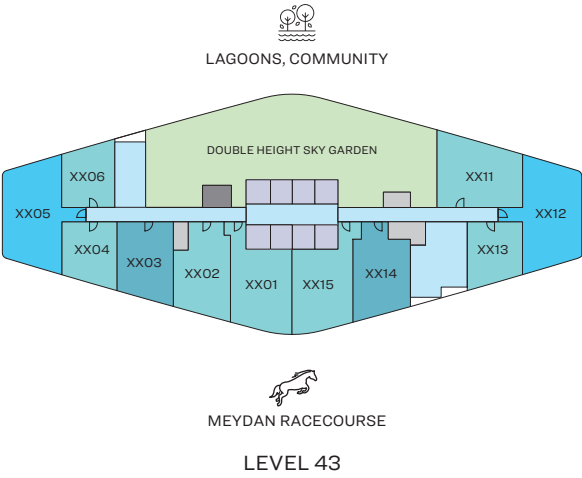 LAGOONS, COMMUNITY
DOUBLE HEIGHT SKY GARDEN
XX06
XX11
XX05
XX12
XX04
XX03
XX02
XX01
XX15
XX14
XX13
MEYDAN RACECOURSE
LEVEL 43